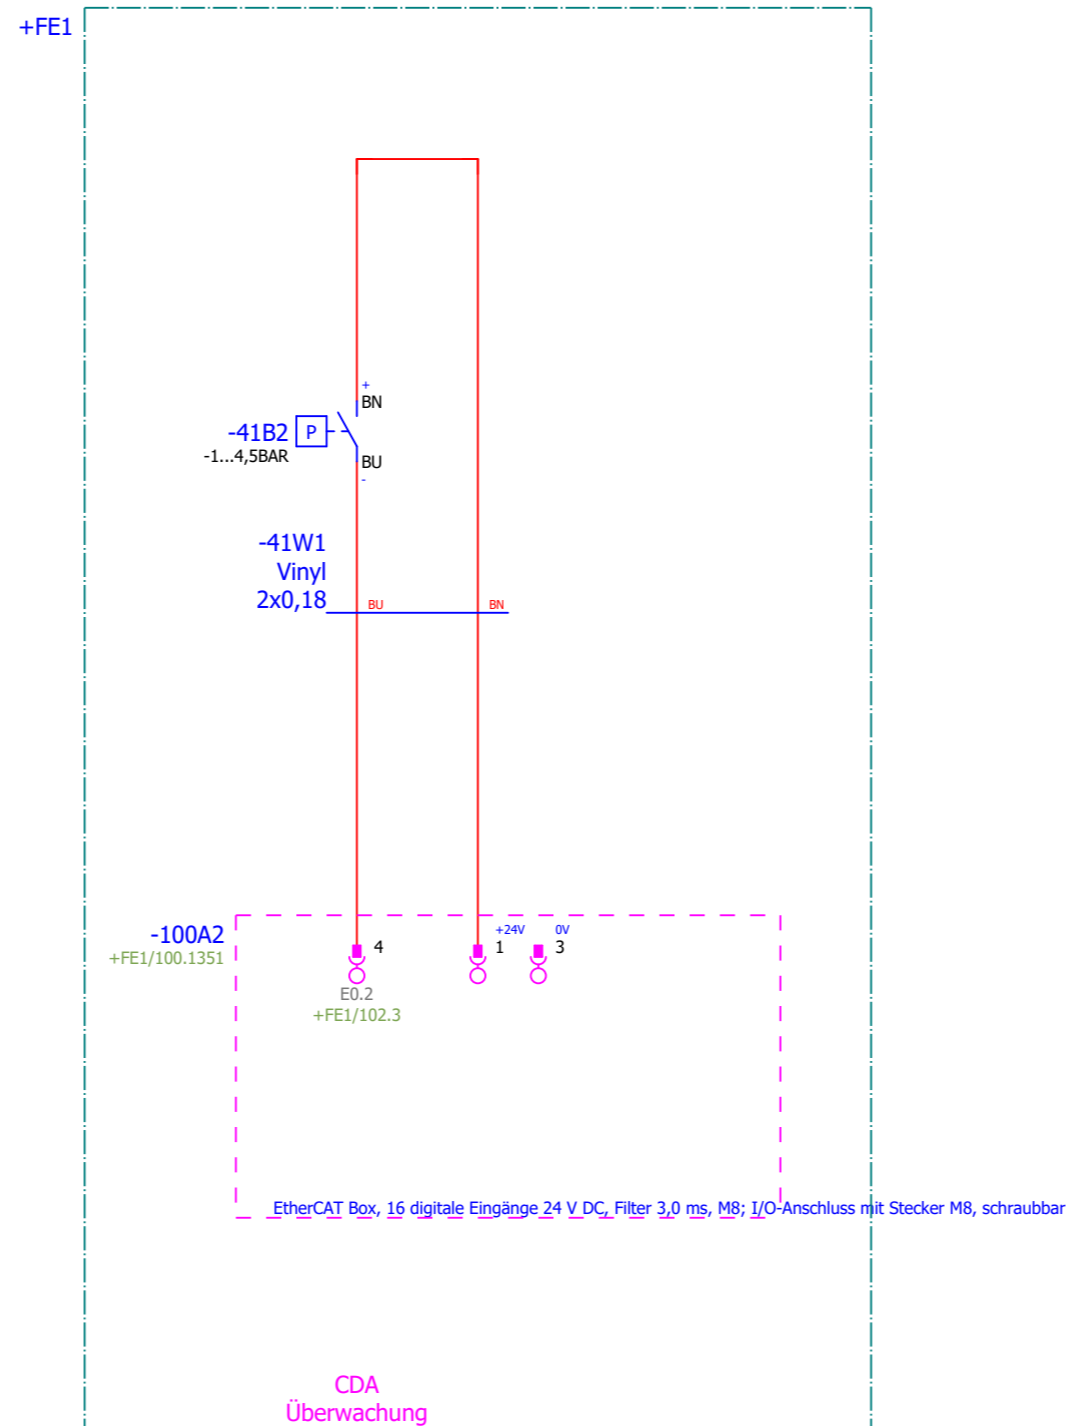 +FE1
+
BN
-41B2
P
-1...4,5BAR
BU
-
-41W1
Vinyl
2x0,18
BU
BN
-100A2
+FE1/100.1351
4
+24V
1
0V
3
E0.2
+FE1/102.3
EtherCAT Box, 16 digitale Eingänge 24 V DC, Filter 3,0 ms, M8; I/O-Anschluss mit Stecker M8, schraubbar
CDA
Überwachung